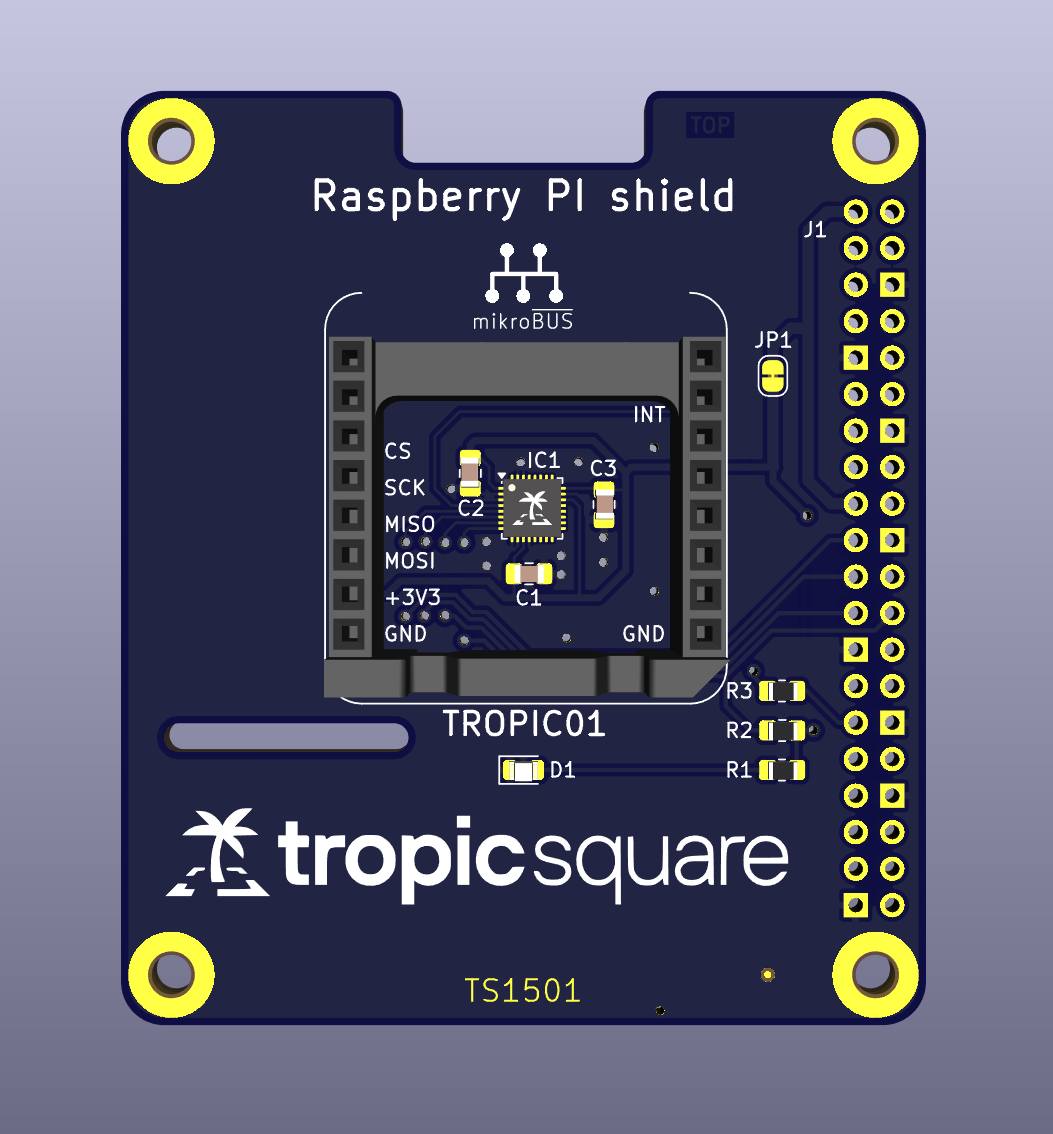 TOP
Raspberry PI shield
J1
mikroBUS
JP1
INT
CS
IC1
C3
SCK
C2
MISO
MOSI
+3V3
C1
GND
GND
R3
TROPIC01
R2
D1
R1
tropicsquare
TS1501